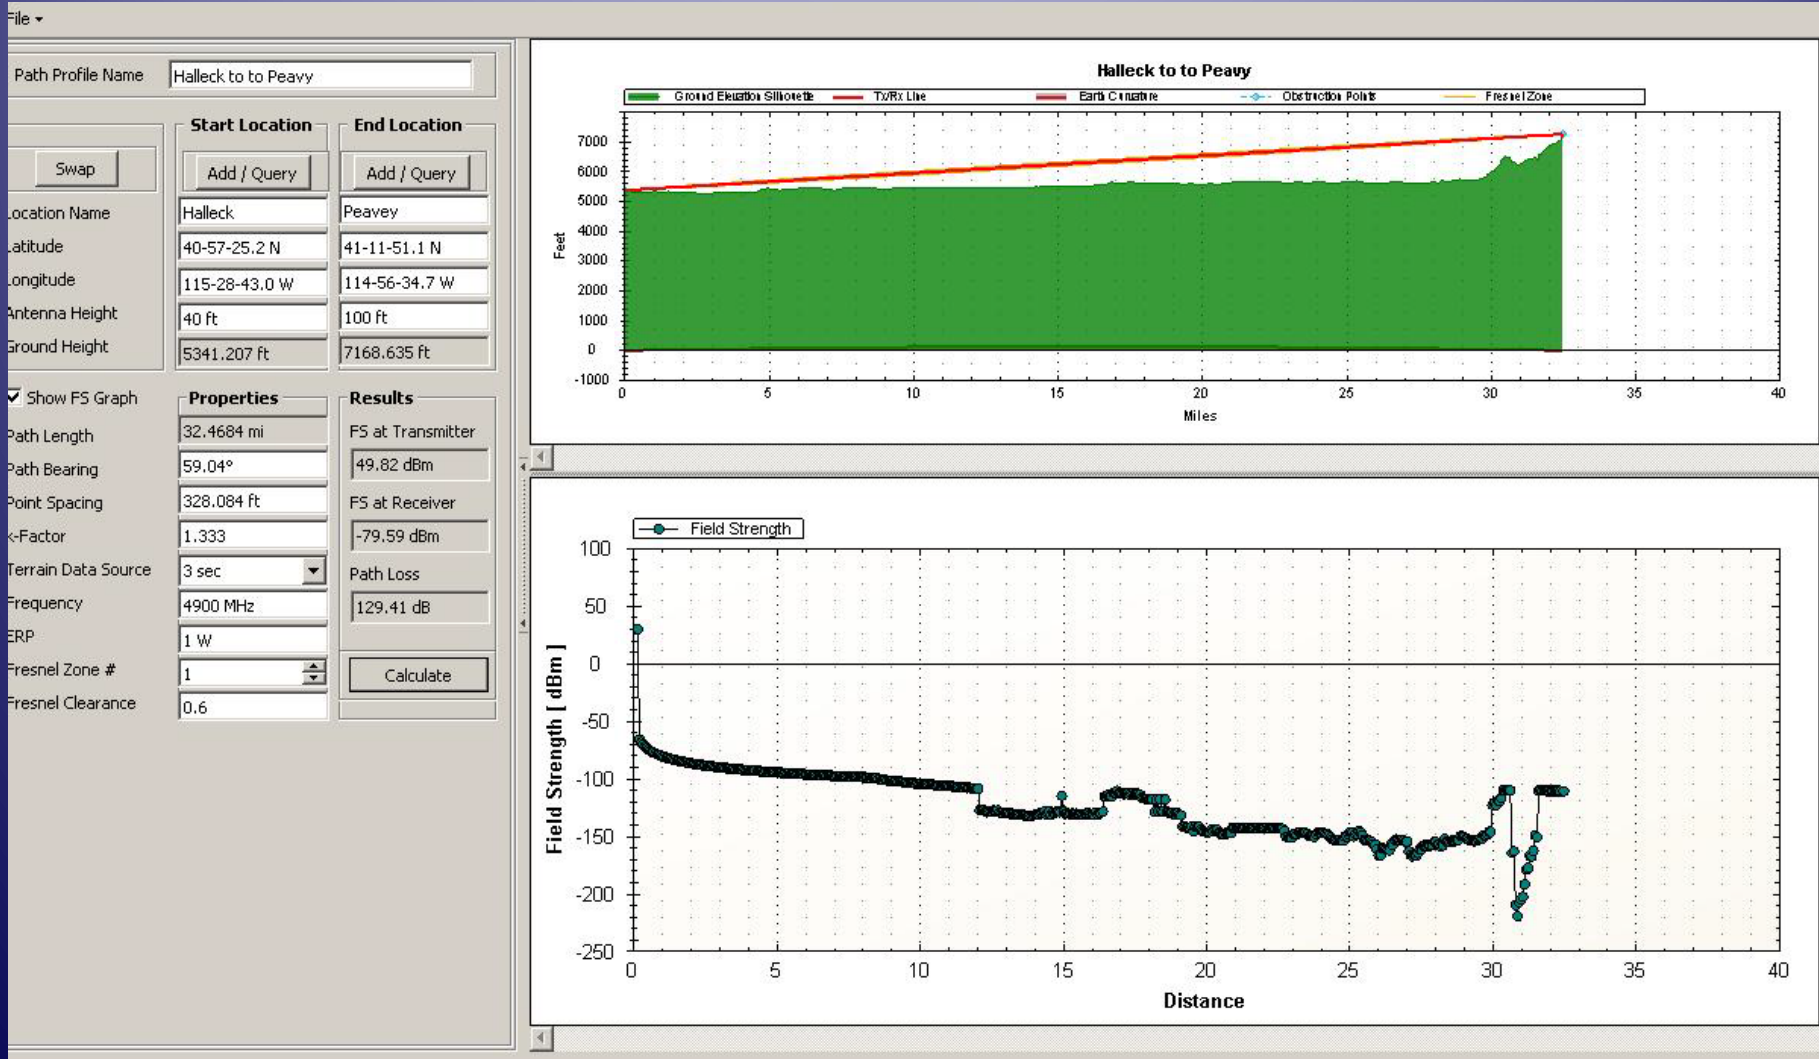 File
Path Profile Name Halleck to to Peavy
Start Location End Location
Swap Add / Query Add / Query
Location Name Halleck Peavey
Latitude 40-57-25.2 N 41-11-51.1 N
Longitude 115-28-43.0 W 114-56-34.7 W
Antenna Height 40 ft 100 ft
Ground Height 5341.207 ft 7168.635 ft
Show FS Graph Properties Results
Path Length 32.4684 mi FS at Transmitter
Path Bearing 59.04° 49.82 dBm
Point Spacing 328.084 ft FS at Receiver
k-Factor 1.333 -79.59 dBm
Terrain Data Source 3 sec Path Loss
Frequency 4900 MHz 129.41 dB
ERP 1 W
Fresnel Zone # 1 Calculate
Fresnel Clearance 0.6
Halleck to to Peavy
Ground Elevation Silhouette Tx/Rx Line Earth Curvature Obstruction Points Fresnel Zone
7000
6000
5000
4000
3000
2000
1000
0
-1000
Feet
0 5 10 15 20 25 30 35 40
Miles
Field Strength
100
50
0
-50
-100
-150
-200
-250
Field Strength [ dBm ]
0 5 10 15 20 25 30 35 40
Distance